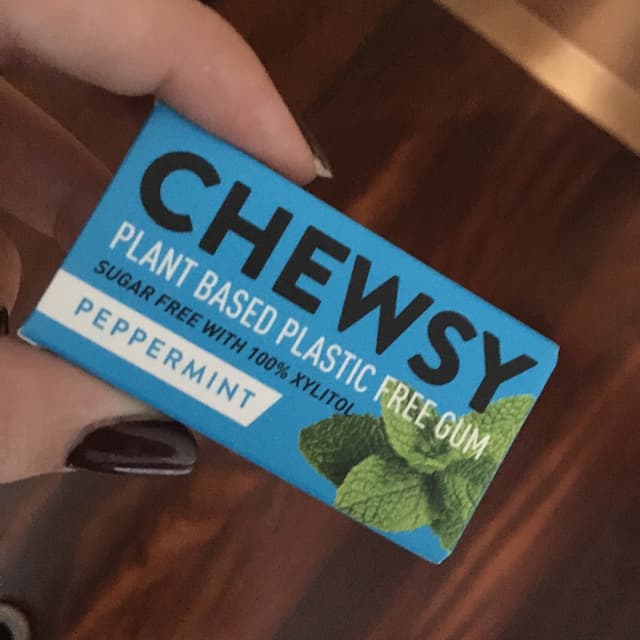 CHEWSY
PLANT BASED PLASTIC FREE GUM
SUGAR FREE WITH 100% XYLITOL
PEPPERMINT